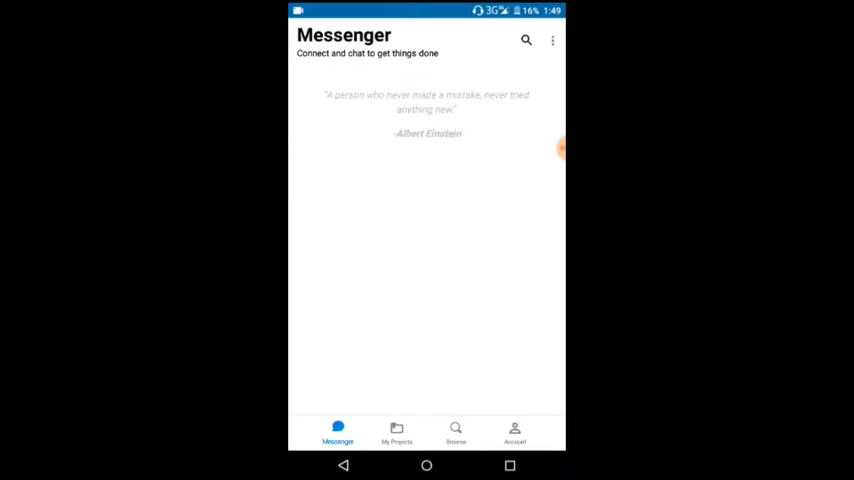 3G 16% 1:49
Messenger
Connect and chat to get things done
"A person who never made a mistake, never tried
anything new."
-Albert Einstein
Messenger My Projects Browse Account